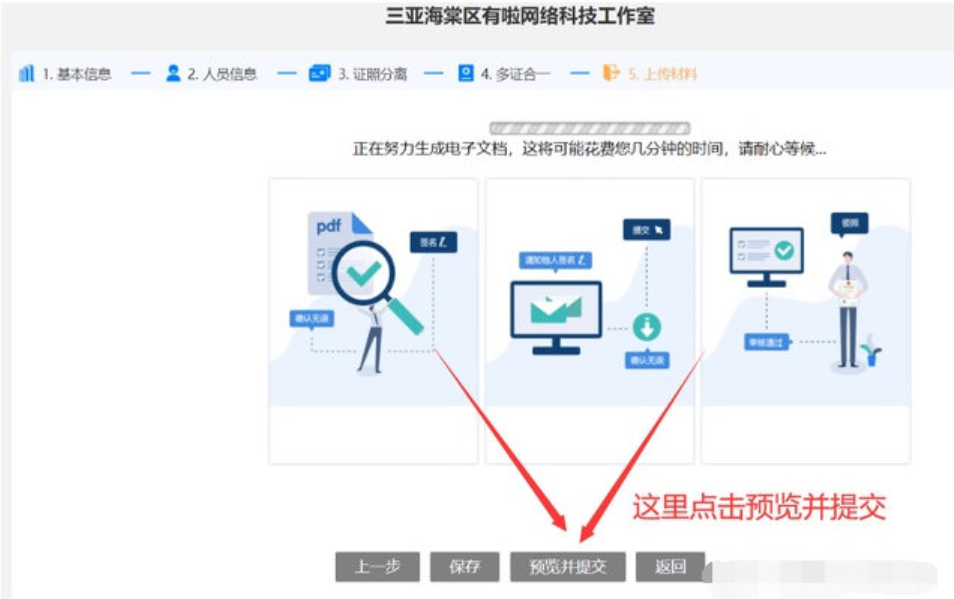 三亚海棠区有啦网络科技工作室
1. 基本信息 2. 人员信息 3. 证照分离 4. 多证合一 5. 上传材料
正在努力生成电子文档，这将可能花费您几分钟的时间，请耐心等候...
pdf
签名
确认无误
提交
通知他人签名
确认无误
领照
审核通过
这里点击预览并提交
上一步 保存 预览并提交 返回